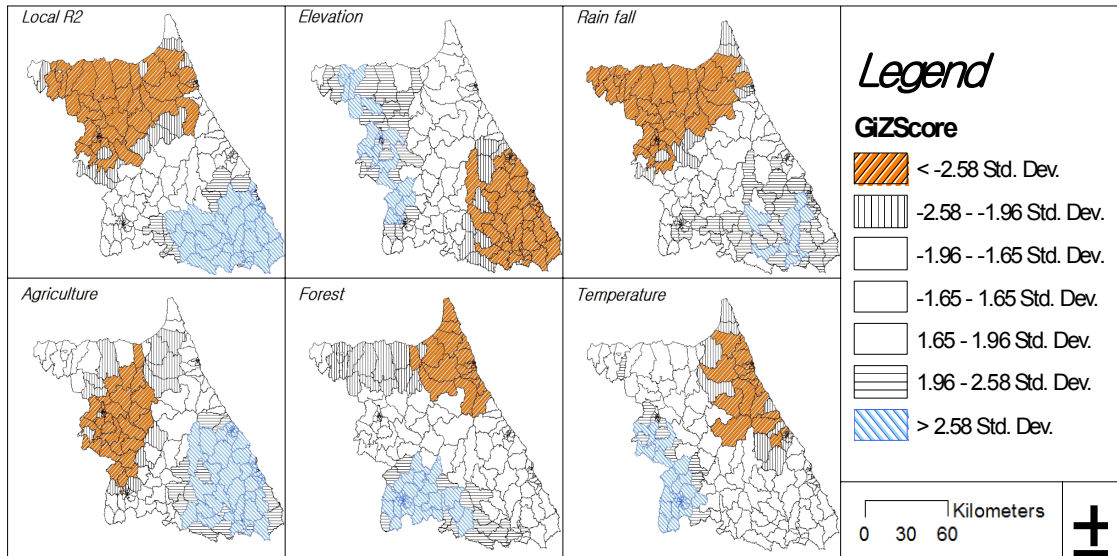 Local R2
Elevation
Rain fall
Agriculture
Forest
Temperature
Legend
GiZScore
< -2.58 Std. Dev.
-2.58 - -1.96 Std. Dev.
-1.96 - -1.65 Std. Dev.
-1.65 - 1.65 Std. Dev.
1.65 - 1.96 Std. Dev.
1.96 - 2.58 Std. Dev.
> 2.58 Std. Dev.
Kilometers
0 30 60